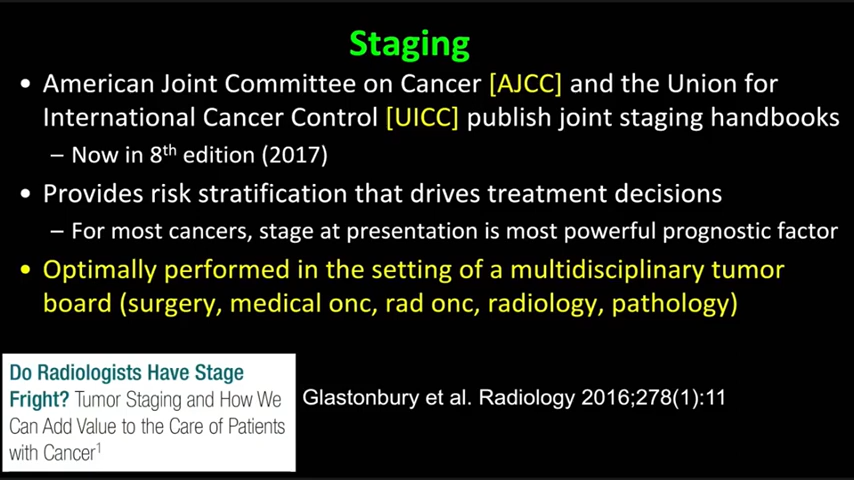 Staging
• American Joint Committee on Cancer [AJCC] and the Union for
International Cancer Control [UICC] publish joint staging handbooks
– Now in 8th edition (2017)
• Provides risk stratification that drives treatment decisions
– For most cancers, stage at presentation is most powerful prognostic factor
• Optimally performed in the setting of a multidisciplinary tumor
board (surgery, medical onc, rad onc, radiology, pathology)
Do Radiologists Have Stage
Fright? Tumor Staging and How We
Can Add Value to the Care of Patients
with Cancer1
Glastonbury et al. Radiology 2016;278(1):11